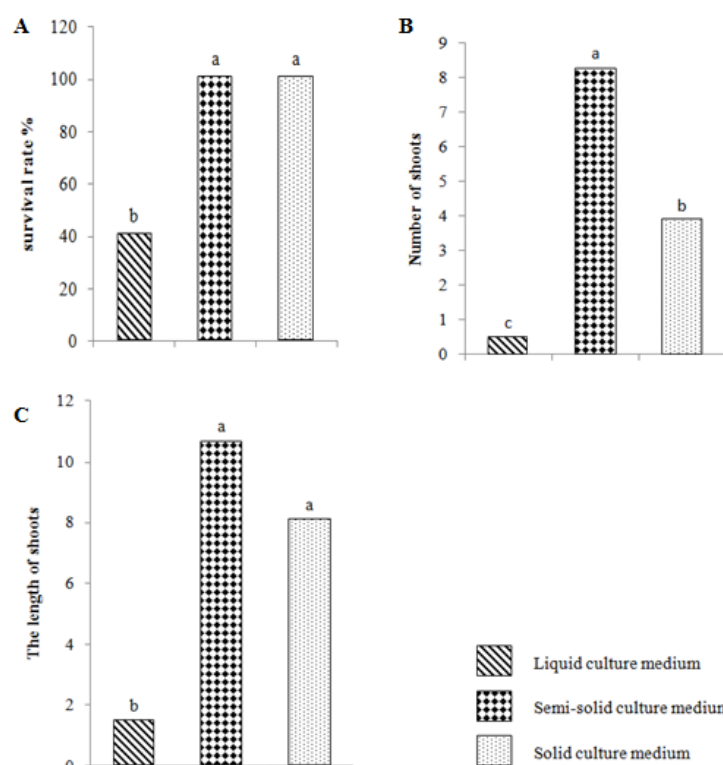 A
survival rate %
120
100
80
60
40
20
0
b
a
a
B
Number of shoots
9
8
7
6
5
4
3
2
1
0
c
a
b
C
The length of shoots
12
10
8
6
4
2
0
b
a
a
Liquid culture medium
Semi-solid culture medium
Solid culture medium